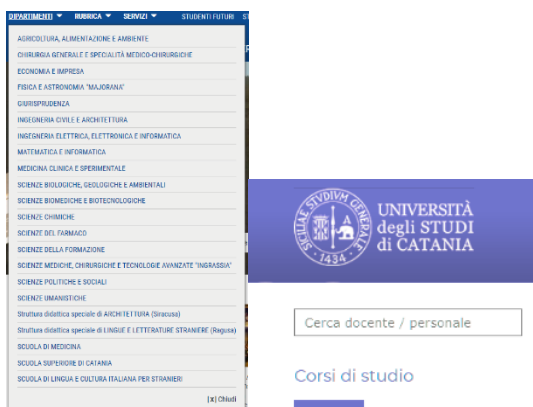 DIPARTIMENTI ▼ RUBRICA ▼ SERVIZI ▼ STUDENTI FUTURI
AGRICOLTURA, ALIMENTAZIONE E AMBIENTE
CHIRURGIA GENERALE E SPECIALITÀ MEDICO-CHIRURGICHE
ECONOMIA E IMPRESA
FISICA E ASTRONOMIA "MAJORANA"
GIURISPRUDENZA
INGEGNERIA CIVILE E ARCHITETTURA
INGEGNERIA ELETTRICA, ELETTRONICA E INFORMATICA
MATEMATICA E INFORMATICA
MEDICINA CLINICA E SPERIMENTALE
SCIENZE BIOLOGICHE, GEOLOGICHE E AMBIENTALI
SCIENZE BIOMEDICHE E BIOTECNOLOGICHE
SCIENZE CHIMICHE
SCIENZE DEL FARMACO
SCIENZE DELLA FORMAZIONE
SCIENZE MEDICHE, CHIRURGICHE E TECNOLOGIE AVANZATE "INGRASSIA"
SCIENZE POLITICHE E SOCIALI
SCIENZE UMANISTICHE
Struttura didattica speciale di ARCHITETTURA (Siracusa)
Struttura didattica speciale di LINGUE E LETTERATURE STRANIERE (Ragusa)
SCUOLA DI MEDICINA
SCUOLA SUPERIORE DI CATANIA
SCUOLA DI LINGUA E CULTURA ITALIANA PER STRANIERI
[x] Chiudi
SICILIAE STVDIVM GENERALE
1434
UNIVERSITÀ
degli STUDI
di CATANIA
Cerca docente / personale
Corsi di studio